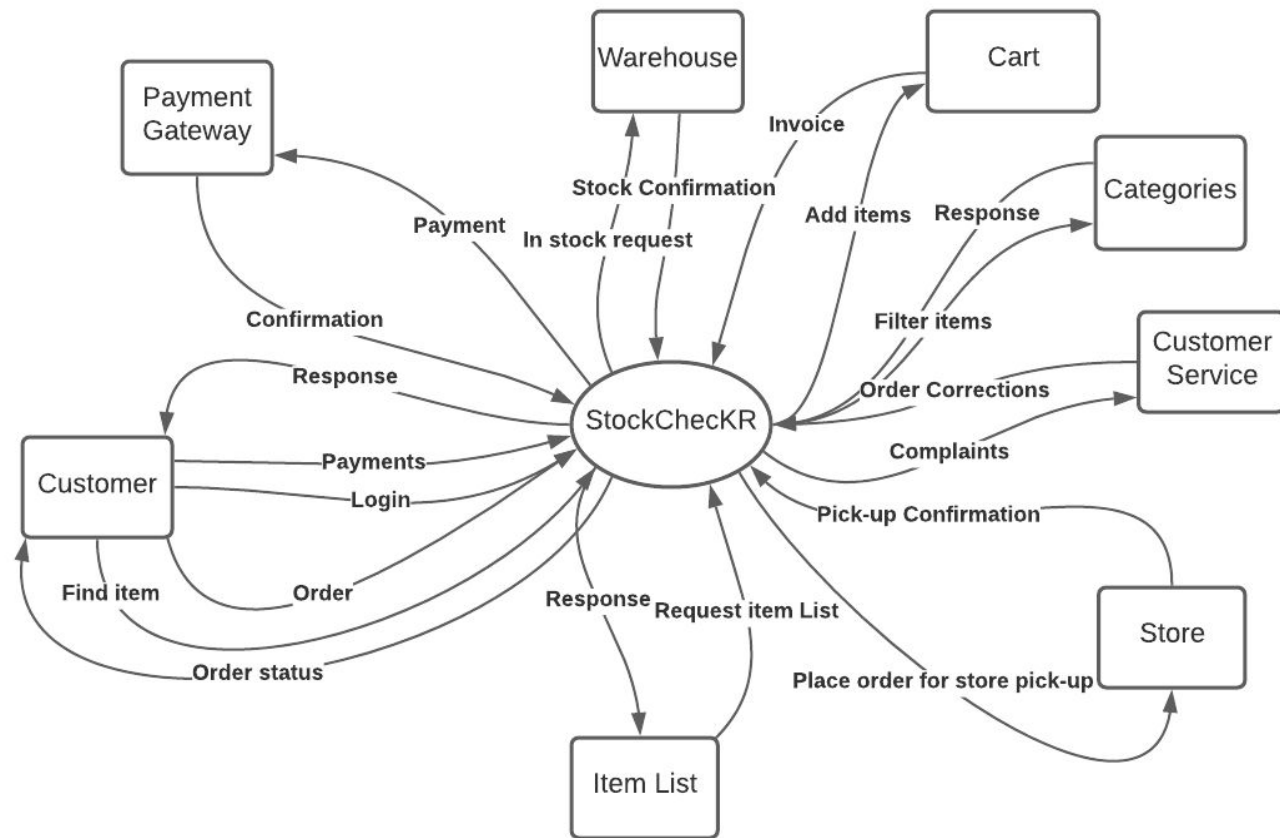 Warehouse
Cart
Payment
Gateway
Invoice
Stock Confirmation
Categories
Add items
Response
Payment
In stock request
Confirmation
Filter items
Customer
Service
Response
Order Corrections
StockChecKR
Complaints
Customer
Payments
Login
Pick-up Confirmation
Find item
Order
Response
Request item List
Store
Order status
Place order for store pick-up
Item List